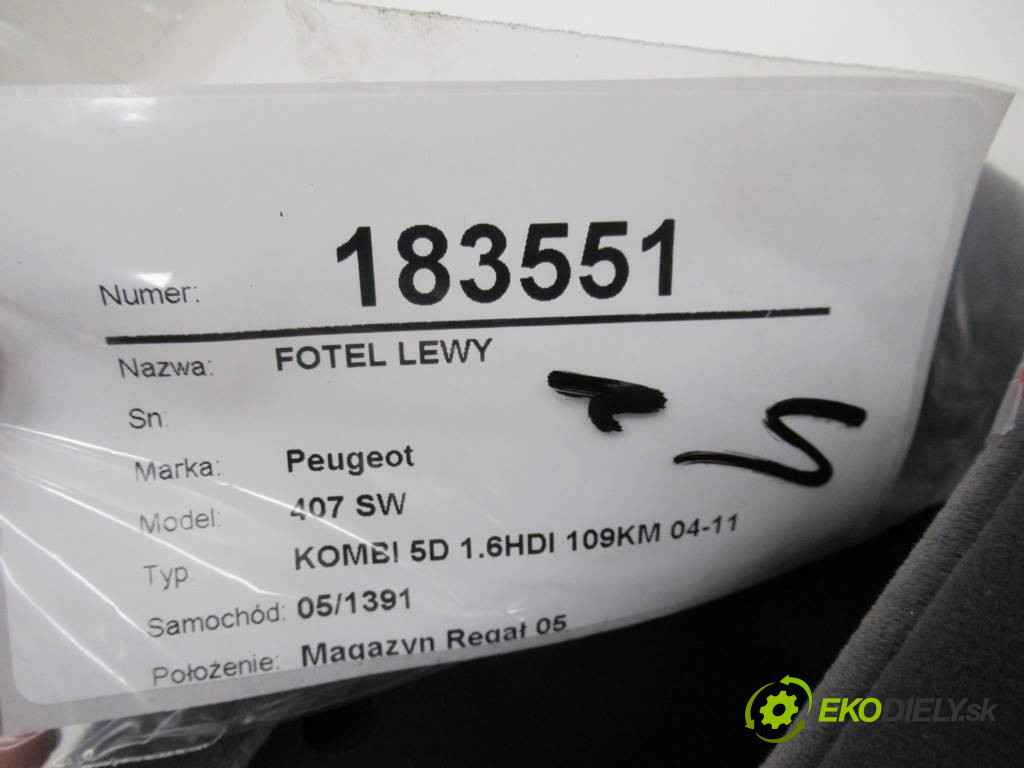 Numer: 183551
Nazwa: FOTEL LEWY
Sn:
Marka: Peugeot
Model: 407 SW
Typ: KOMBI 5D 1.6HDI 109KM 04-11
Samochód: 05/1391
Położenie: Magazyn Regał 05
EKODIELY.sk